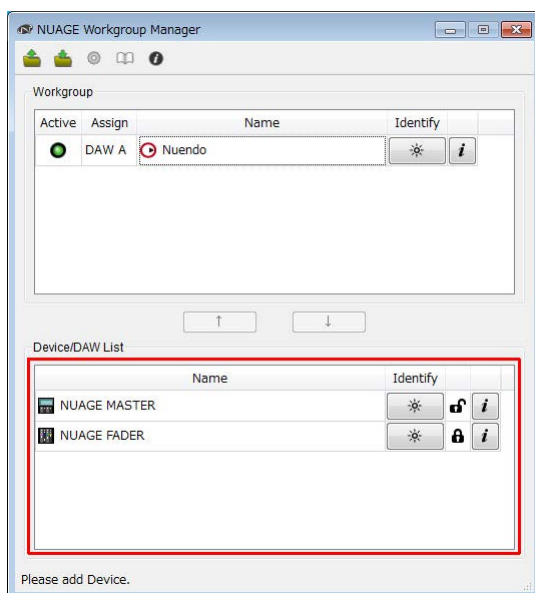 NUAGE Workgroup Manager
Workgroup
Active Assign Name Identify
DAW A Nuendo i
↑ ↓
Device/DAW List
Name Identify
NUAGE MASTER i
NUAGE FADER i
Please add Device.